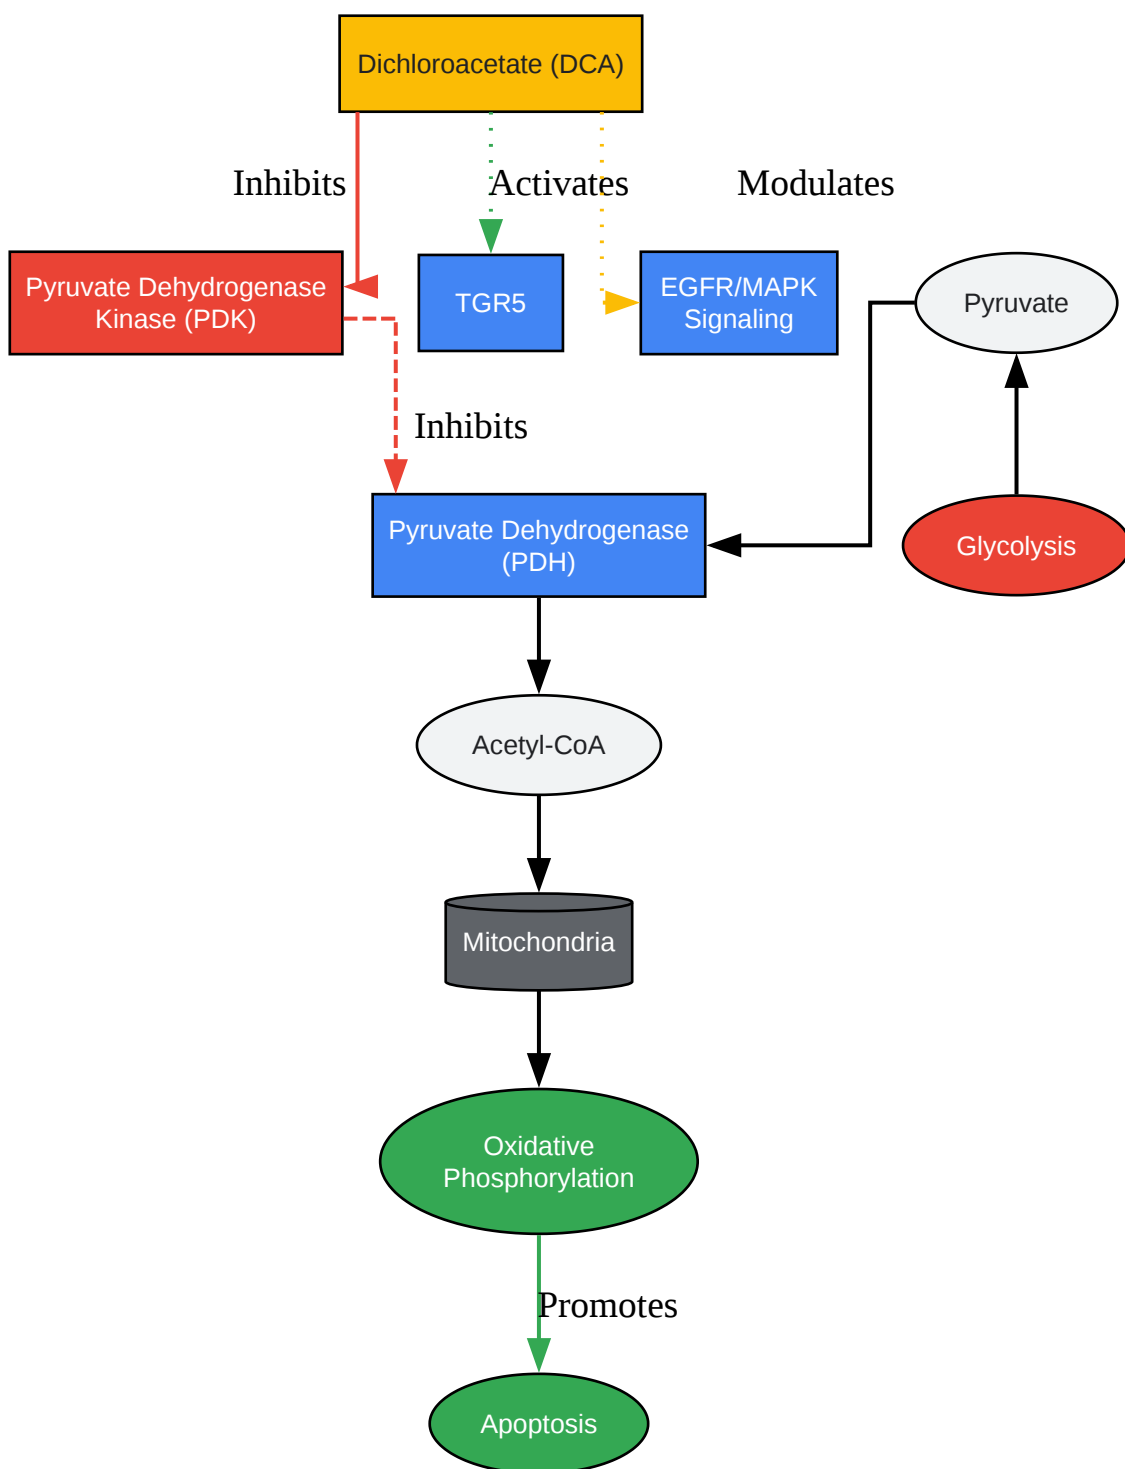 Dichloroacetate (DCA)
Inhibits
Activates
Modulates
Pyruvate Dehydrogenase
Kinase (PDK)
TGR5
EGFR/MAPK
Signaling
Pyruvate
Inhibits
Pyruvate Dehydrogenase
(PDH)
Glycolysis
Acetyl-CoA
Mitochondria
Oxidative
Phosphorylation
Promotes
Apoptosis